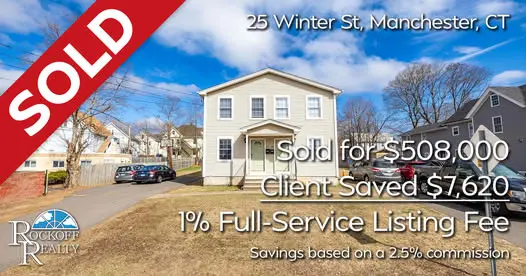 SOLD
25 Winter St, Manchester, CT
Sold for $508,000
Client Saved $7,620
1% Full-Service Listing Fee
Savings based on a 2.5% commission
ROCKOFF
REALTY